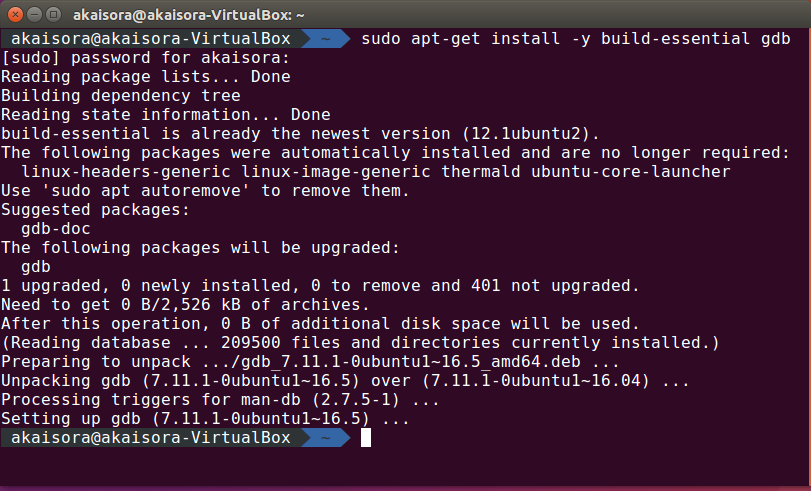 akaisora@akaisora-VirtualBox: ~
akaisora@akaisora-VirtualBox ~ sudo apt-get install -y build-essential gdb
[sudo] password for akaisora:
Reading package lists... Done
Building dependency tree
Reading state information... Done
build-essential is already the newest version (12.1ubuntu2).
The following packages were automatically installed and are no longer required:
  linux-headers-generic linux-image-generic thermald ubuntu-core-launcher
Use 'sudo apt autoremove' to remove them.
Suggested packages:
  gdb-doc
The following packages will be upgraded:
  gdb
1 upgraded, 0 newly installed, 0 to remove and 401 not upgraded.
Need to get 0 B/2,526 kB of archives.
After this operation, 0 B of additional disk space will be used.
(Reading database ... 209500 files and directories currently installed.)
Preparing to unpack .../gdb_7.11.1-0ubuntu1~16.5_amd64.deb ...
Unpacking gdb (7.11.1-0ubuntu1~16.5) over (7.11.1-0ubuntu1~16.04) ...
Processing triggers for man-db (2.7.5-1) ...
Setting up gdb (7.11.1-0ubuntu1~16.5) ...
akaisora@akaisora-VirtualBox ~